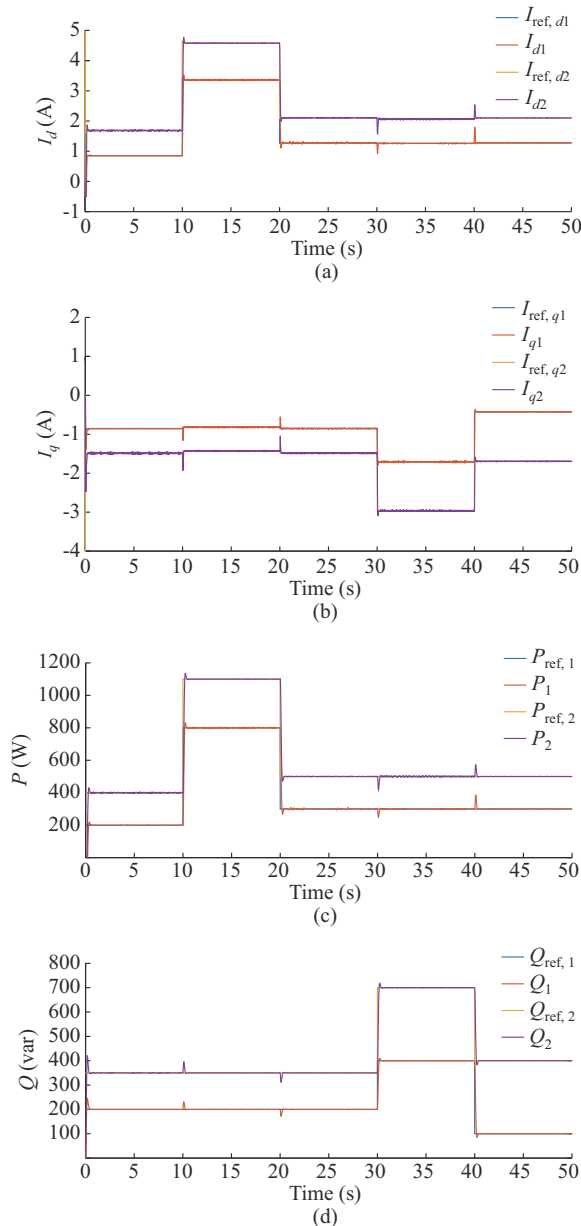 5
4
3
2
1
0
-1
I_d (A)
I_ref, d1
I_d1
I_ref, d2
I_d2
0 5 10 15 20 25 30 35 40 45 50
Time (s)
(a)
2
1
0
-1
-2
-3
-4
I_q (A)
I_ref, q1
I_q1
I_ref, q2
I_q2
0 5 10 15 20 25 30 35 40 45 50
Time (s)
(b)
1200
1000
800
600
400
200
P (W)
P_ref, 1
P_1
P_ref, 2
P_2
0 5 10 15 20 25 30 35 40 45 50
Time (s)
(c)
800
700
600
500
400
300
200
100
Q (var)
Q_ref, 1
Q_1
Q_ref, 2
Q_2
0 5 10 15 20 25 30 35 40 45 50
Time (s)
(d)